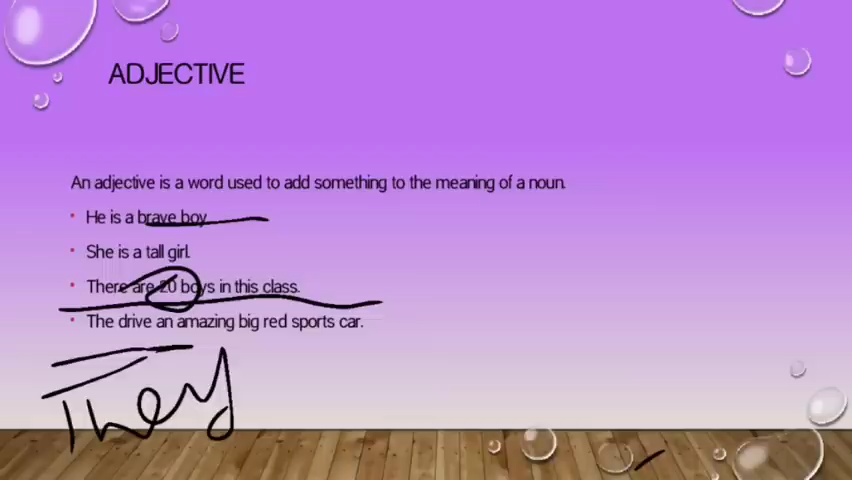 ADJECTIVE
An adjective is a word used to add something to the meaning of a noun.
• He is a brave boy
• She is a tall girl.
• There are 20 boys in this class.
• The drive an amazing big red sports car.
They